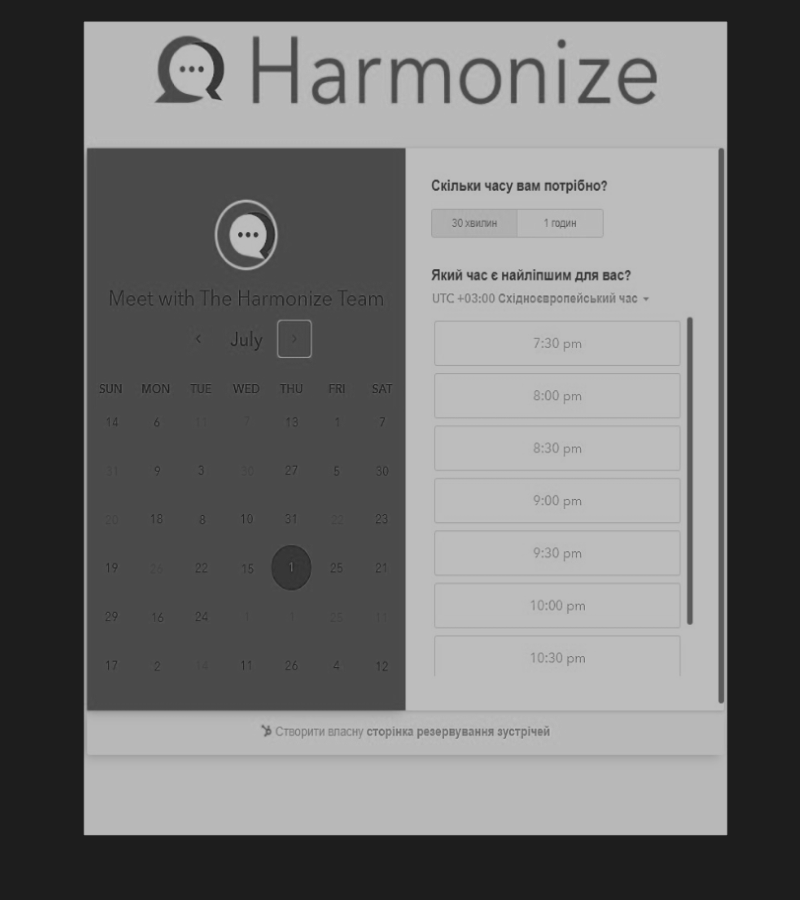 Harmonize
Meet with The Harmonize Team
July
SUN MON TUE WED THU FRI SAT
14 6 11 7 13 1 7
31 9 3 30 27 5 30
20 18 8 10 31 22 23
19 22 15 1 25 21
29 16 24 1 1 28 11
17 2 14 11 26 4 12
Скільки часу вам потрібно?
30 хвилин 1 годин
Який час є найліпшим для вас?
UTC +03:00 Східноєвропейський час
7:30 pm
8:00 pm
8:30 pm
9:00 pm
9:30 pm
10:00 pm
10:30 pm
Створити власну сторінка резервування зустрічей